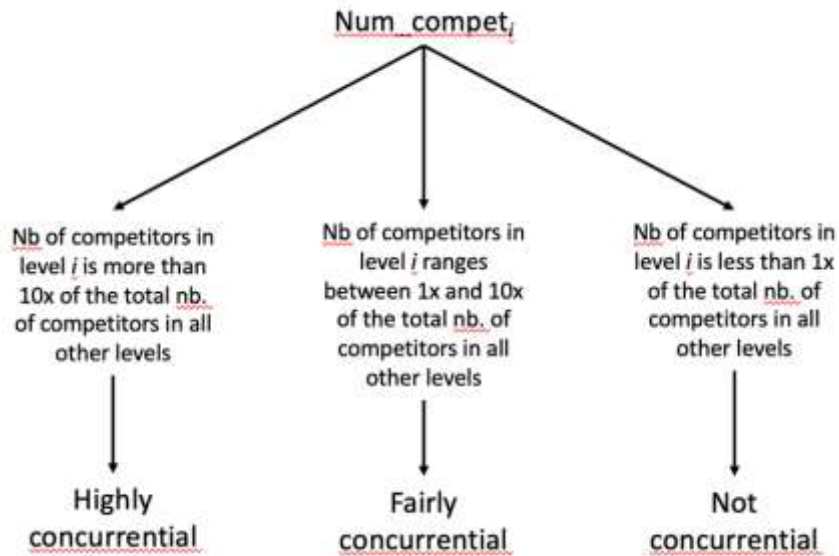 Num_compet_i
Nb of competitors in
level i is more than
10x of the total nb.
of competitors in all
other levels
Nb of competitors in
level i ranges
between 1x and 10x
of the total nb. of
competitors in all
other levels
Nb of competitors in
level i is less than 1x
of the total nb. of
competitors in all
other levels
Highly
concurrential
Fairly
concurrential
Not
concurrential